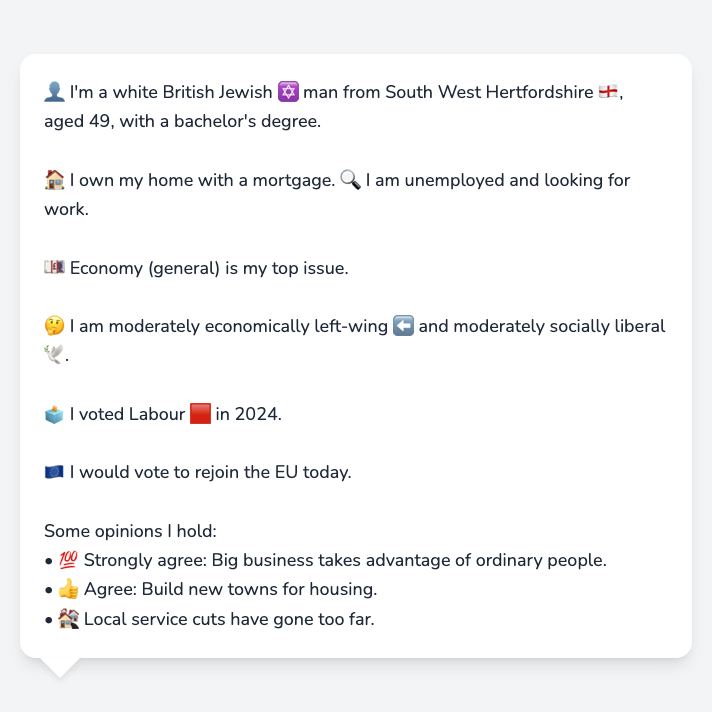 👤 I'm a white British Jewish ✡️ man from South West Hertfordshire 🏴󠁧󠁢󠁥󠁮󠁧󠁿,
aged 49, with a bachelor's degree.
🏠 I own my home with a mortgage. 🔍 I am unemployed and looking for
work.
💷 Economy (general) is my top issue.
🤔 I am moderately economically left-wing ⬅️ and moderately socially liberal
🕊️.
🗳️ I voted Labour 🟥 in 2024.
🇪🇺 I would vote to rejoin the EU today.
Some opinions I hold:
• 💯 Strongly agree: Big business takes advantage of ordinary people.
• 👍 Agree: Build new towns for housing.
• 🏚️ Local service cuts have gone too far.